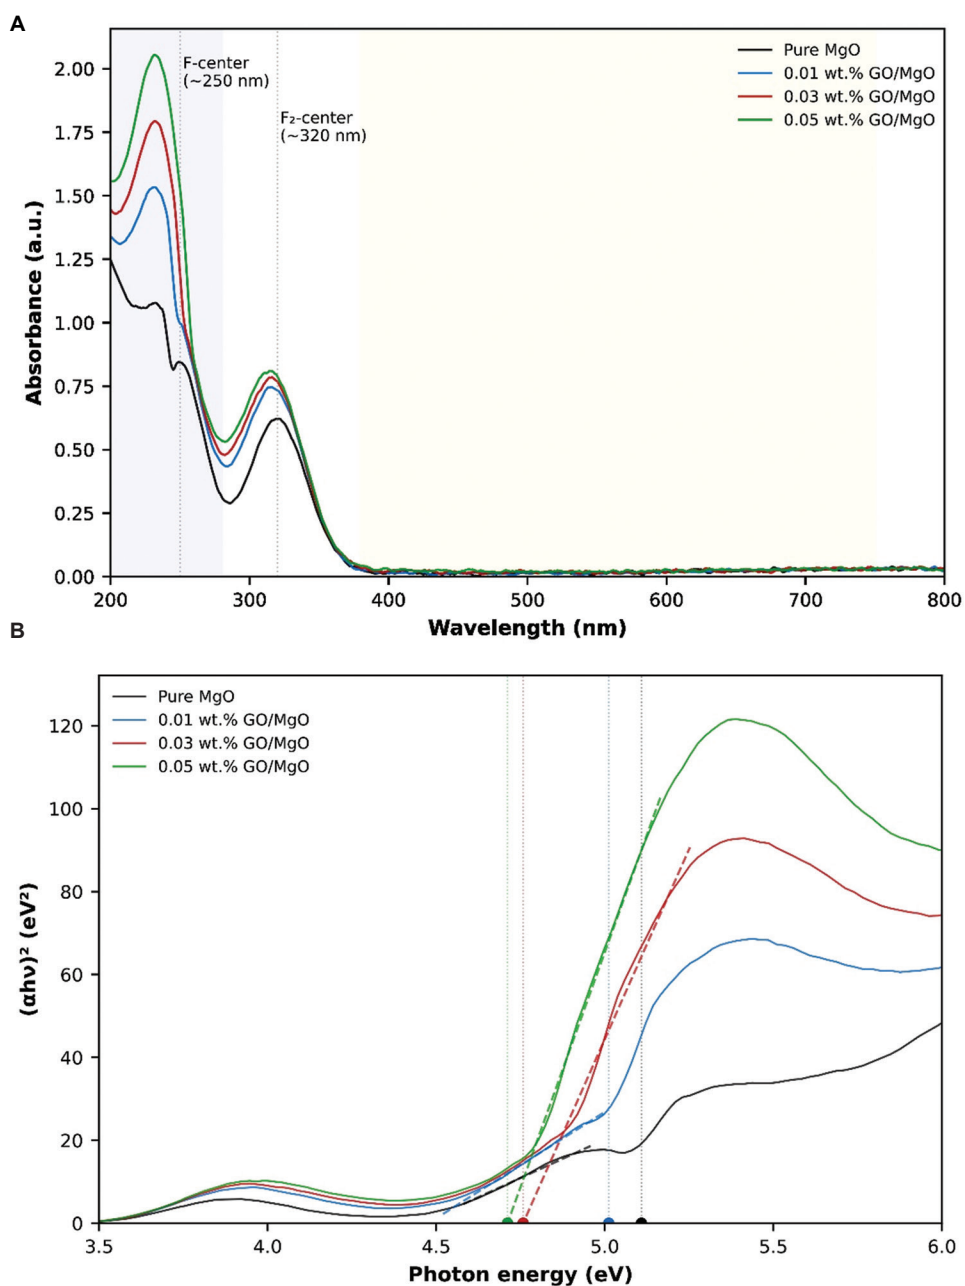 A
F-center
(~250 nm)
F₂-center
(~320 nm)
Pure MgO
0.01 wt.% GO/MgO
0.03 wt.% GO/MgO
0.05 wt.% GO/MgO
2.00
1.75
1.50
1.25
1.00
0.75
0.50
0.25
0.00
Absorbance (a.u.)
200 300 400 500 600 700 800
Wavelength (nm)
B
Pure MgO
0.01 wt.% GO/MgO
0.03 wt.% GO/MgO
0.05 wt.% GO/MgO
120
100
80
60
40
20
0
(αhν)² (eV²)
3.5 4.0 4.5 5.0 5.5 6.0
Photon energy (eV)